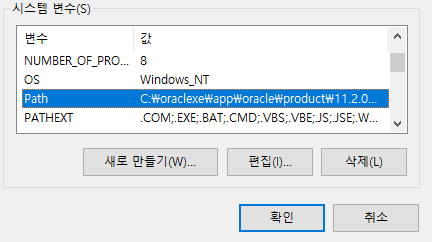 시스템 변수(S)
변수 값
NUMBER_OF_PRO... 8
OS Windows_NT
Path C:₩oraclexe₩app₩oracle₩product₩11.2.0...
PATHEXT .COM;.EXE;.BAT;.CMD;.VBS;.VBE;.JS;.JSE;.W...
새로 만들기(W)... 편집(I)... 삭제(L)
확인 취소